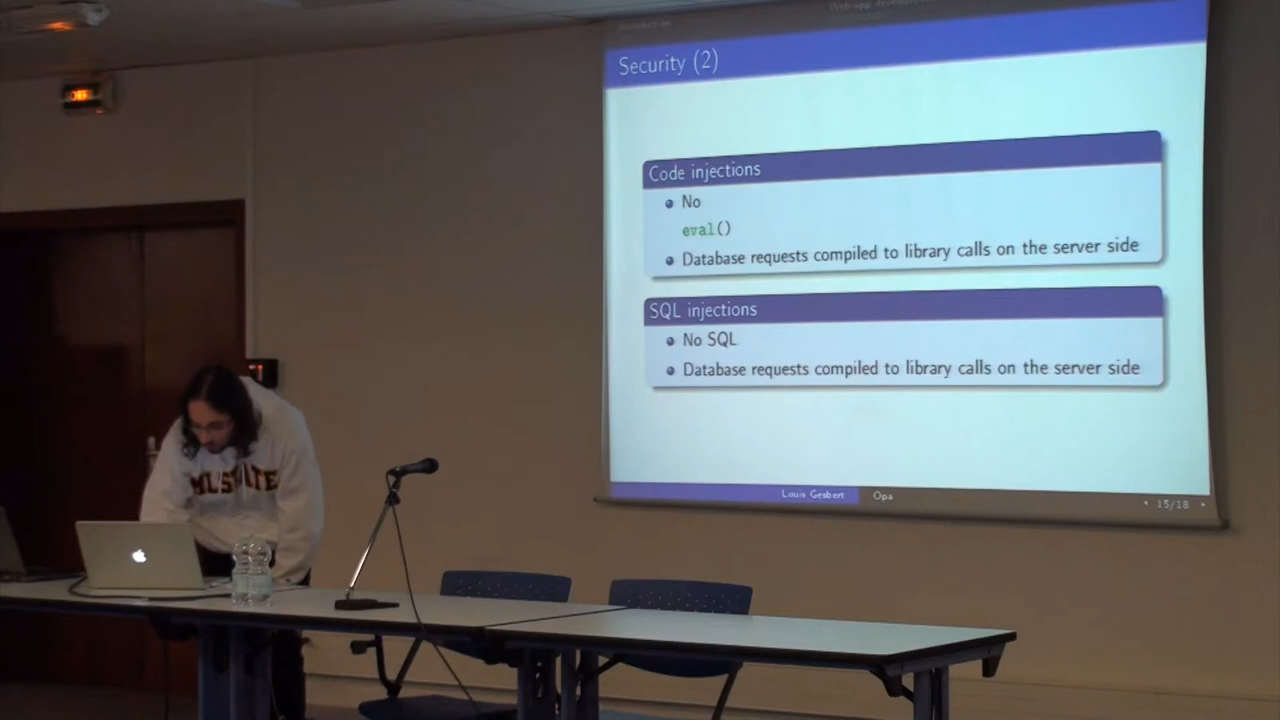 Security (2)
Code injections
No
eval()
Database requests compiled to library calls on the server side
SQL injections
No SQL
Database requests compiled to library calls on the server side
Louis Gesbert
Opa
15/18